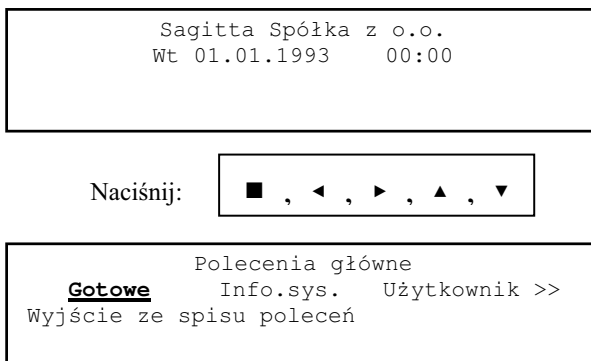 Sagitta Spółka z o.o.
Wt 01.01.1993 00:00
Naciśnij: ■ , ◄ , ► , ▲ , ▼
Polecenia główne
Gotowe Info.sys. Użytkownik >>
Wyjście ze spisu poleceń